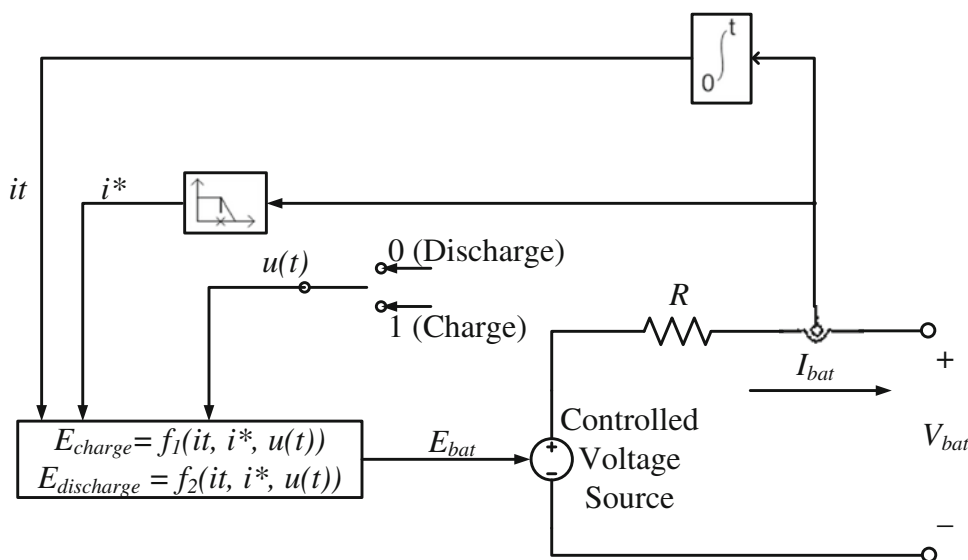 t
0
it
i*
0 (Discharge)
u(t)
1 (Charge)
R
+
I_bat
E_charge = f_1(it, i*, u(t))
E_discharge = f_2(it, i*, u(t))
E_bat
+
−
Controlled
Voltage
Source
V_bat
−